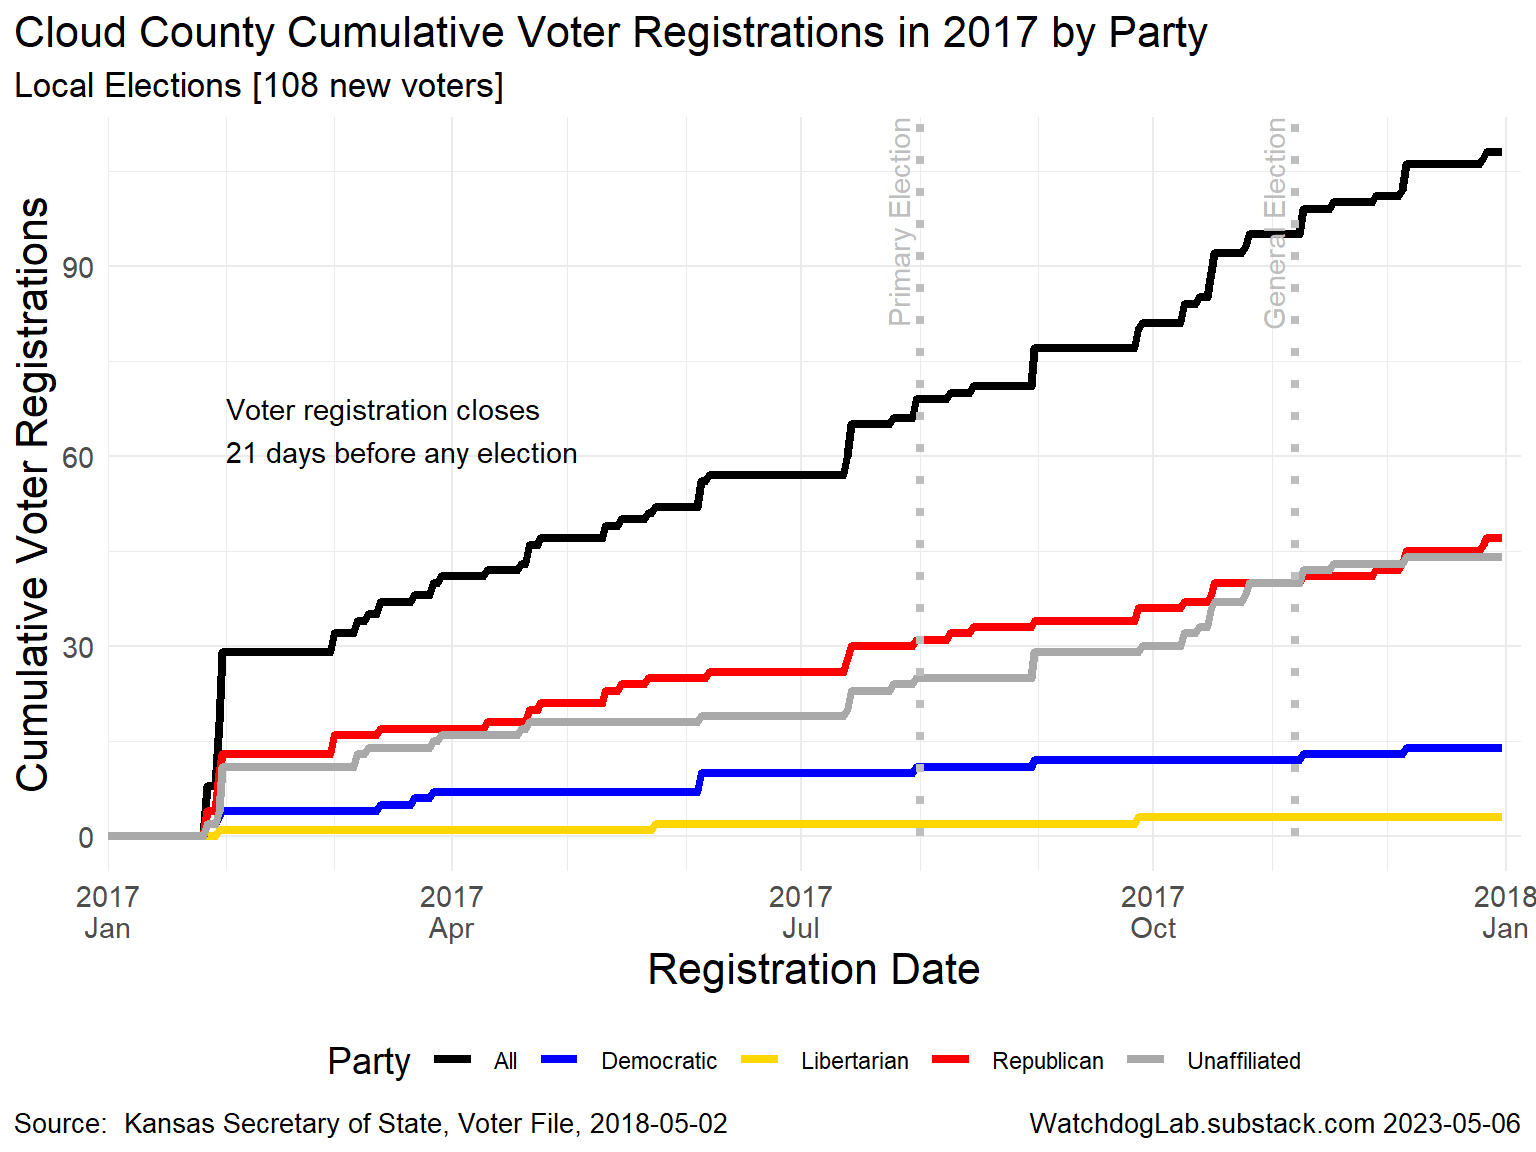 Cloud County Cumulative Voter Registrations in 2017 by Party
Local Elections [108 new voters]
Cumulative Voter Registrations
90
60
30
0
Voter registration closes
21 days before any election
Primary Election
General Election
2017
Jan
2017
Apr
2017
Jul
2017
Oct
2018
Jan
Registration Date
Party All Democratic Libertarian Republican Unaffiliated
Source:  Kansas Secretary of State, Voter File, 2018-05-02
WatchdogLab.substack.com 2023-05-06